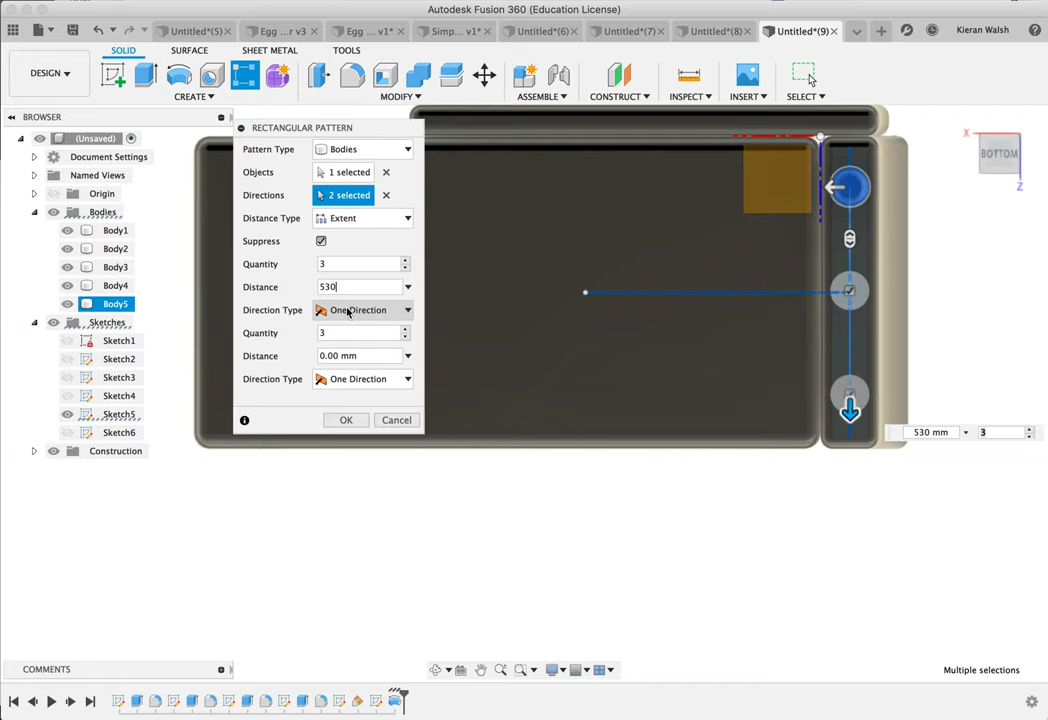 Autodesk Fusion 360 (Education License)
Untitled*(5) Egg ...r v3 Egg ... v1* Simp... v1* Untitled*(6) Untitled*(7) Untitled*(8) Untitled*(9) Kieran Walsh
SOLID SURFACE SHEET METAL TOOLS
DESIGN
CREATE MODIFY ASSEMBLE CONSTRUCT INSPECT INSERT SELECT
BROWSER
(Unsaved)
Document Settings
Named Views
Origin
Bodies
Body1
Body2
Body3
Body4
Body5
Sketches
Sketch1
Sketch2
Sketch3
Sketch4
Sketch5
Sketch6
Construction
RECTANGULAR PATTERN
Pattern Type Bodies
Objects 1 selected
Directions 2 selected
Distance Type Extent
Suppress
Quantity 3
Distance 530
Direction Type One Direction
Quantity 3
Distance 0.00 mm
Direction Type One Direction
OK Cancel
X BOTTOM
Z
530 mm 3
COMMENTS
Multiple selections